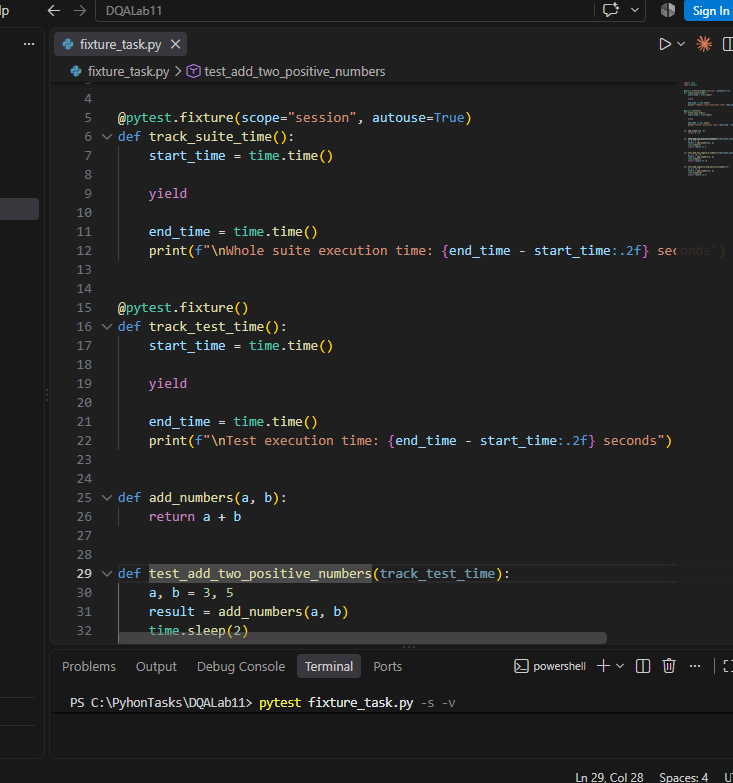 lp
DQALab11
Sign In
fixture_task.py
fixture_task.py > test_add_two_positive_numbers
4
5 @pytest.fixture(scope="session", autouse=True)
6 def track_suite_time():
7 start_time = time.time()
8
9 yield
10
11 end_time = time.time()
12 print(f"\nWhole suite execution time: {end_time - start_time:.2f} seconds")
13
14
15 @pytest.fixture()
16 def track_test_time():
17 start_time = time.time()
18
19 yield
20
21 end_time = time.time()
22 print(f"\nTest execution time: {end_time - start_time:.2f} seconds")
23
24
25 def add_numbers(a, b):
26 return a + b
27
28
29 def test_add_two_positive_numbers(track_test_time):
30 a, b = 3, 5
31 result = add_numbers(a, b)
32 time.sleep(2)
Problems Output Debug Console Terminal Ports
powershell
PS C:\PyhonTasks\DQALab11> pytest fixture_task.py -s -v
Ln 29, Col 28 Spaces: 4 U